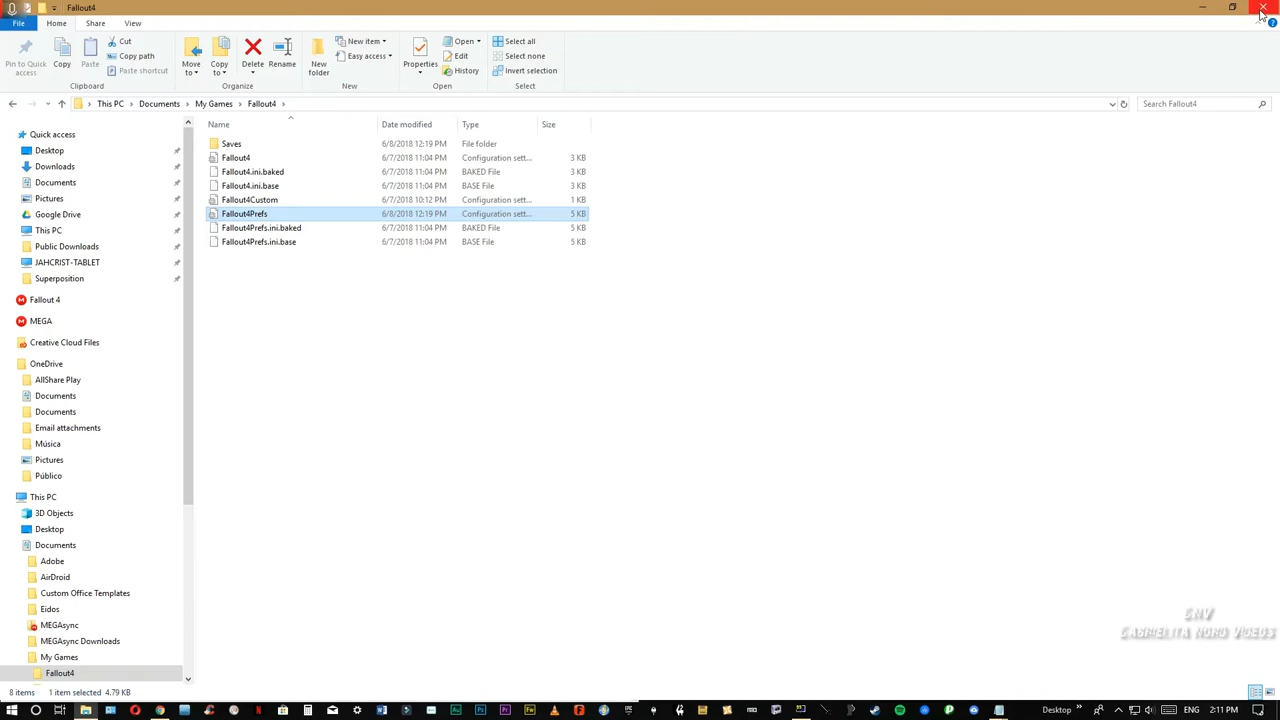 Fallout4
File
Home
Share
View
Pin to Quick access
Copy
Paste
Cut
Copy path
Paste shortcut
Clipboard
Move to
Copy to
Delete
Rename
Organize
New folder
New item
Easy access
New
Properties
Open
Edit
History
Open
Select all
Select none
Invert selection
Select
This PC
Documents
My Games
Fallout4
Search Fallout4
Name
Date modified
Type
Size
Saves 6/8/2018 12:19 PM File folder
Fallout4 6/7/2018 11:04 PM Configuration sett... 3 KB
Fallout4.ini.baked 6/7/2018 11:04 PM BAKED File 3 KB
Fallout4.ini.base 6/7/2018 11:04 PM BASE File 3 KB
Fallout4Custom 6/7/2018 10:12 PM Configuration sett... 1 KB
Fallout4Prefs 6/8/2018 12:19 PM Configuration sett... 5 KB
Fallout4Prefs.ini.baked 6/7/2018 11:04 PM BAKED File 5 KB
Fallout4Prefs.ini.base 6/7/2018 11:04 PM BASE File 5 KB
Quick access
Desktop
Downloads
Documents
Pictures
Google Drive
This PC
Public Downloads
JAHCRIST-TABLET
Superposition
Fallout 4
MEGA
Creative Cloud Files
OneDrive
AllShare Play
Documents
Documents
Email attachments
Música
Pictures
Público
This PC
3D Objects
Desktop
Documents
Adobe
AirDroid
Custom Office Templates
Eidos
MEGAsync
MEGAsync Downloads
My Games
Fallout4
NORD VIDEOS
8 items 1 item selected 4.79 KB
Desktop
ENG
2:11 PM